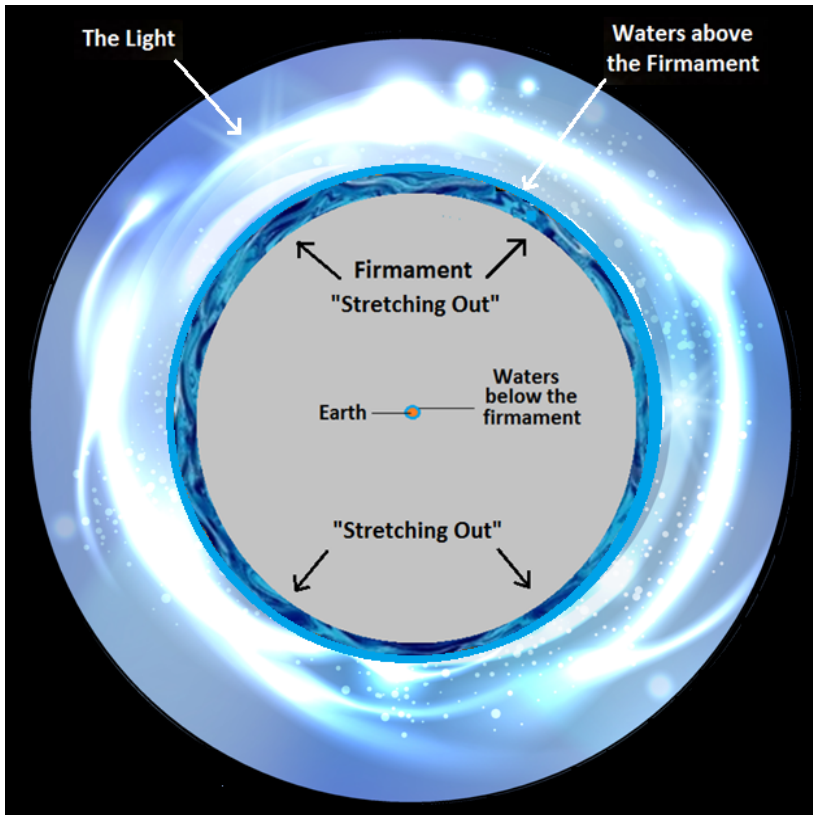 The Light
Waters above
the Firmament
Firmament
"Stretching Out"
Earth
Waters
below the
firmament
"Stretching Out"